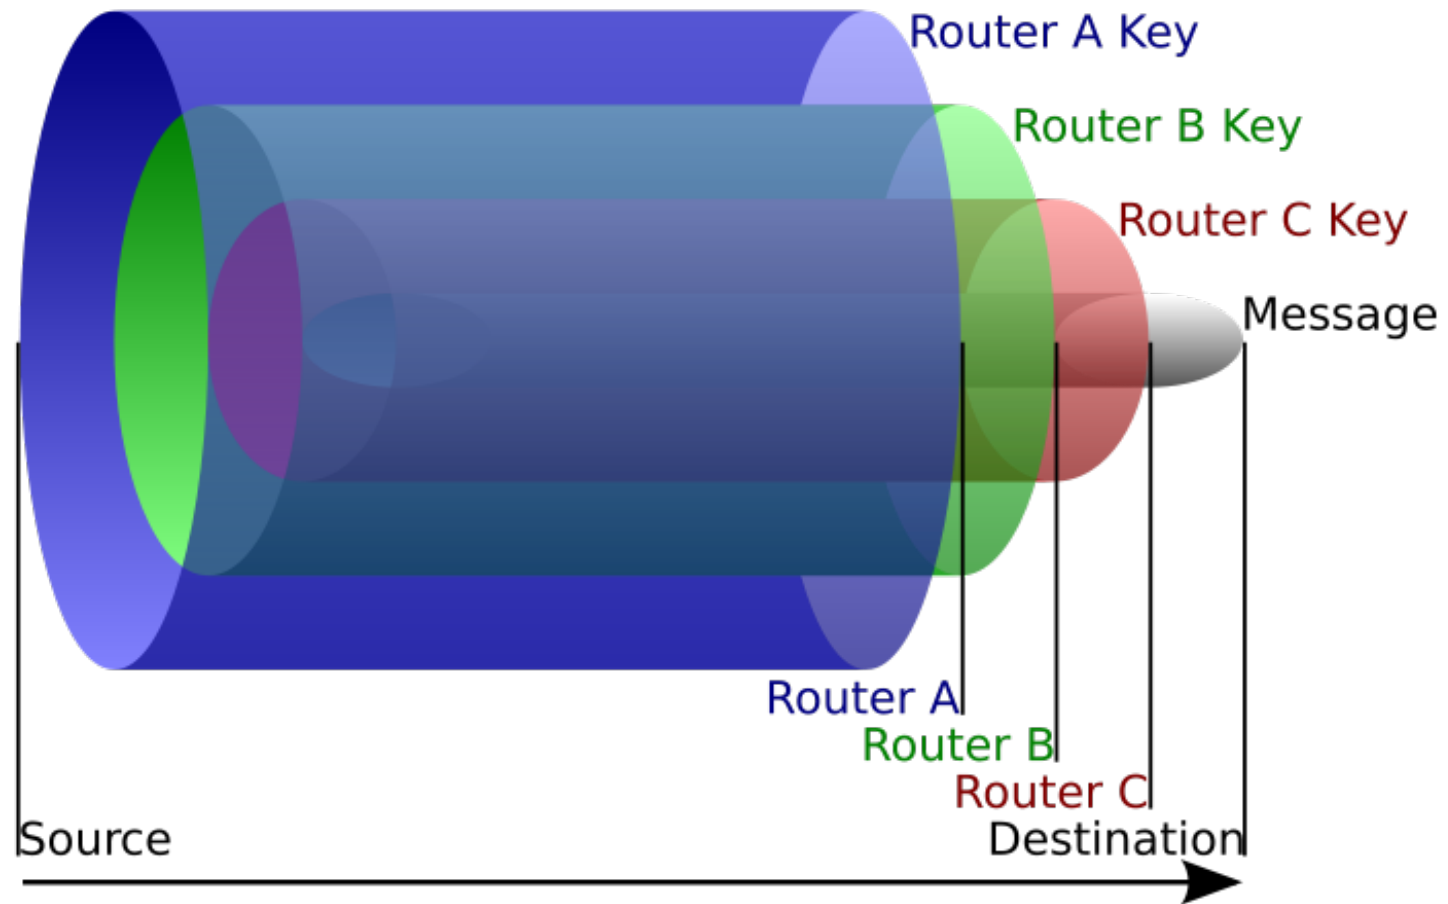 Router A Key
Router B Key
Router C Key
Message
Router A
Router B
Router C
Source
Destination